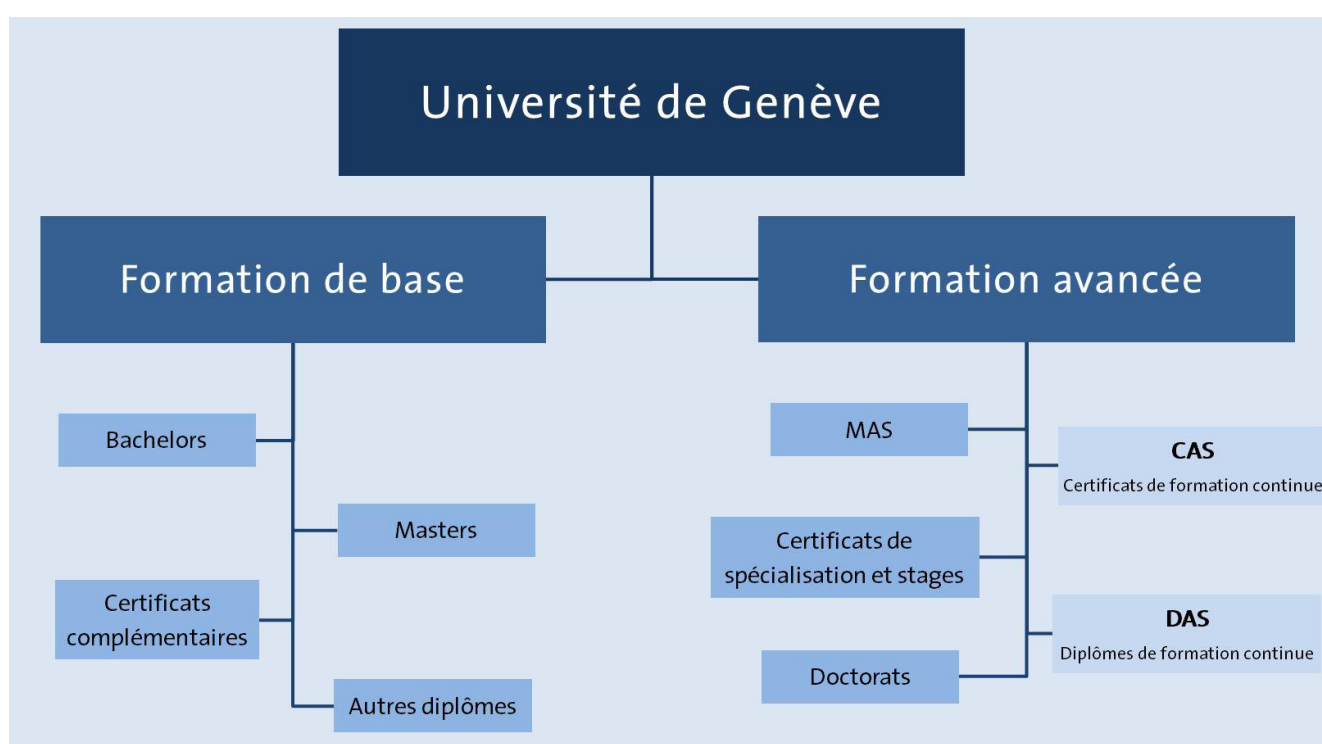 Université de Genève
Formation de base
Formation avancée
Bachelors
Masters
Certificats
complémentaires
Autres diplômes
MAS
CAS
Certificats de formation continue
Certificats de
spécialisation et stages
DAS
Diplômes de formation continue
Doctorats